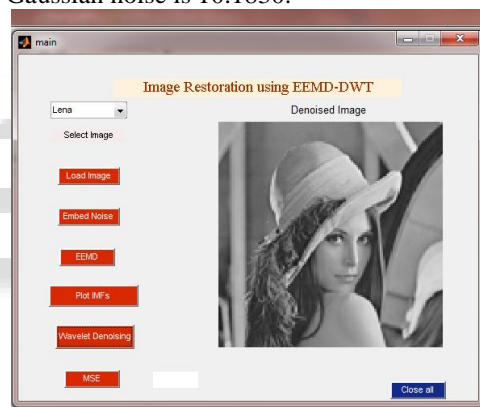 Gaussian noise is 16.1830.
main
Image Restoration using EEMD-DWT
Lena
Denoised Image
Select Image
Load Image
Embed Noise
EEMD
Plot IMFs
Wavelet Denoising
MSE
Close all